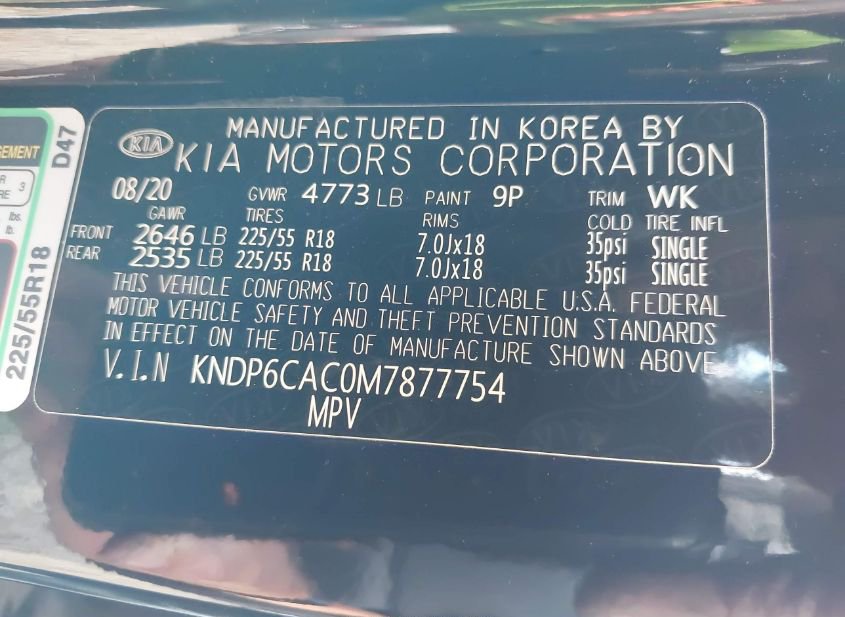 MANUFACTURED IN KOREA BY
KIA KIA MOTORS CORPORATION
08/20 GVWR 4773 LB PAINT 9P TRIM WK
GAWR TIRES RIMS COLD TIRE INFL
FRONT 2646 LB 225/55 R18 7.0Jx18 35psi SINGLE
REAR 2535 LB 225/55 R18 7.0Jx18 35psi SINGLE
THIS VEHICLE CONFORMS TO ALL APPLICABLE U.S.A. FEDERAL
MOTOR VEHICLE SAFETY AND THEFT PREVENTION STANDARDS
IN EFFECT ON THE DATE OF MANUFACTURE SHOWN ABOVE.
V.I.N KNDP6CAC0M7877754
MPV
D47
225/55R18
3
lbs.
lb.